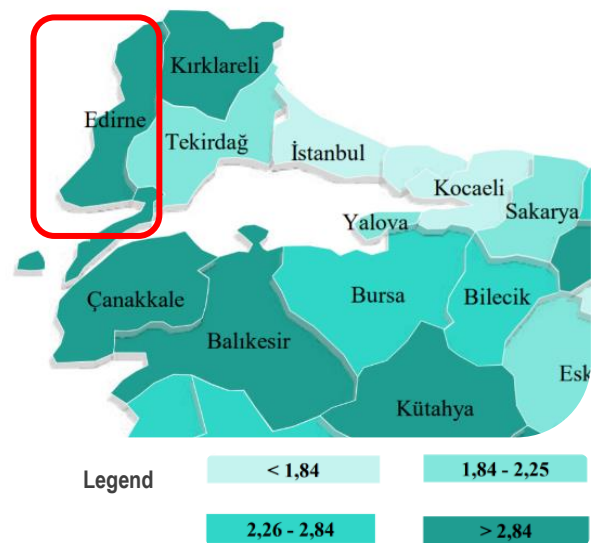 Kırklareli
Edirne
Tekirdağ
İstanbul
Kocaeli
Sakarya
Yalova
Çanakkale
Bursa
Bilecik
Balıkesir
Esk
Kütahya
Legend
< 1,84
1,84 - 2,25
2,26 - 2,84
> 2,84